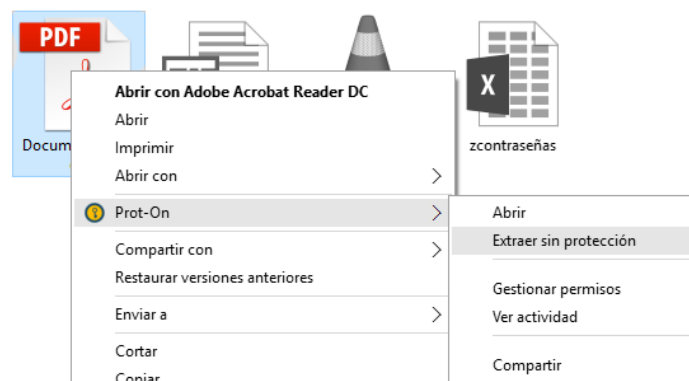 PDF
X
Docum
zcontraseñas
Abrir con Adobe Acrobat Reader DC
Abrir
Imprimir
Abrir con
Prot-On
Compartir con
Restaurar versiones anteriores
Enviar a
Cortar
Copiar
Abrir
Extraer sin protección
Gestionar permisos
Ver actividad
Compartir